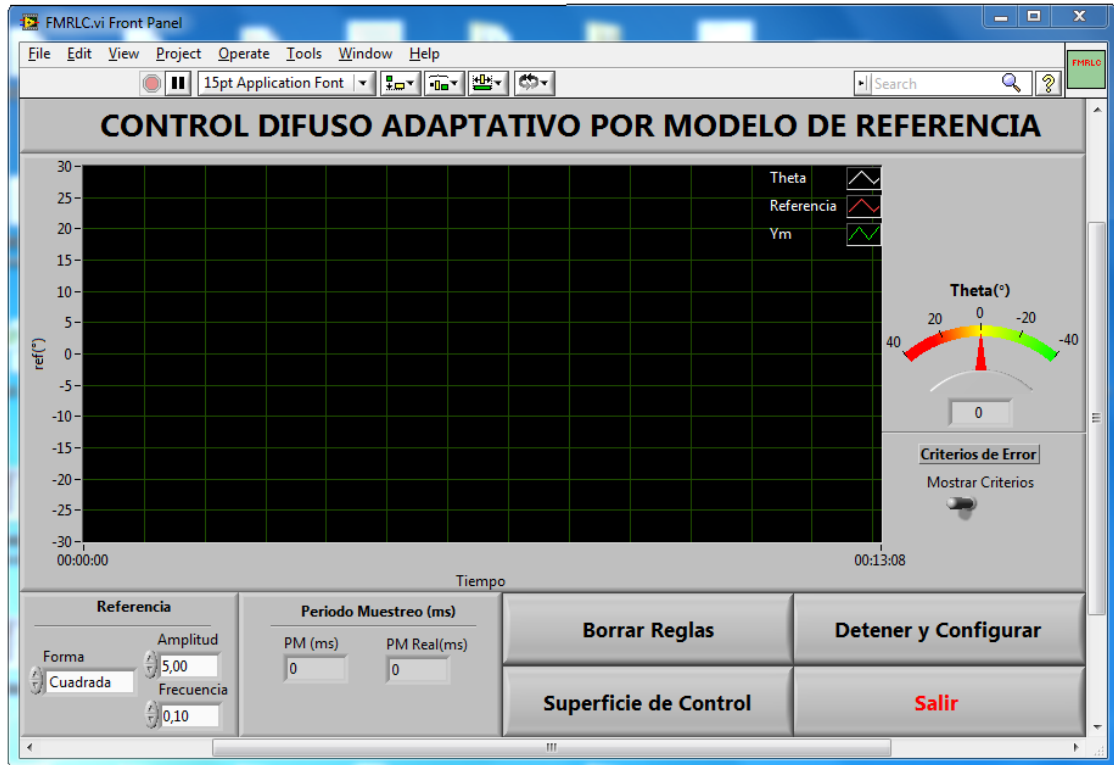 FMRLC.vi Front Panel
File Edit View Project Operate Tools Window Help
15pt Application Font
Search
FMRLC
CONTROL DIFUSO ADAPTATIVO POR MODELO DE REFERENCIA
30
25
20
15
10
5
0
-5
-10
-15
-20
-25
-30
ref(°)
00:00:00
00:13:08
Tiempo
Theta
Referencia
Ym
Theta(°)
40 20 0 -20 -40
0
Criterios de Error
Mostrar Criterios
Referencia
Forma
Cuadrada
Amplitud
5,00
Frecuencia
0,10
Periodo Muestreo (ms)
PM (ms) PM Real(ms)
0 0
Borrar Reglas
Detener y Configurar
Superficie de Control
Salir